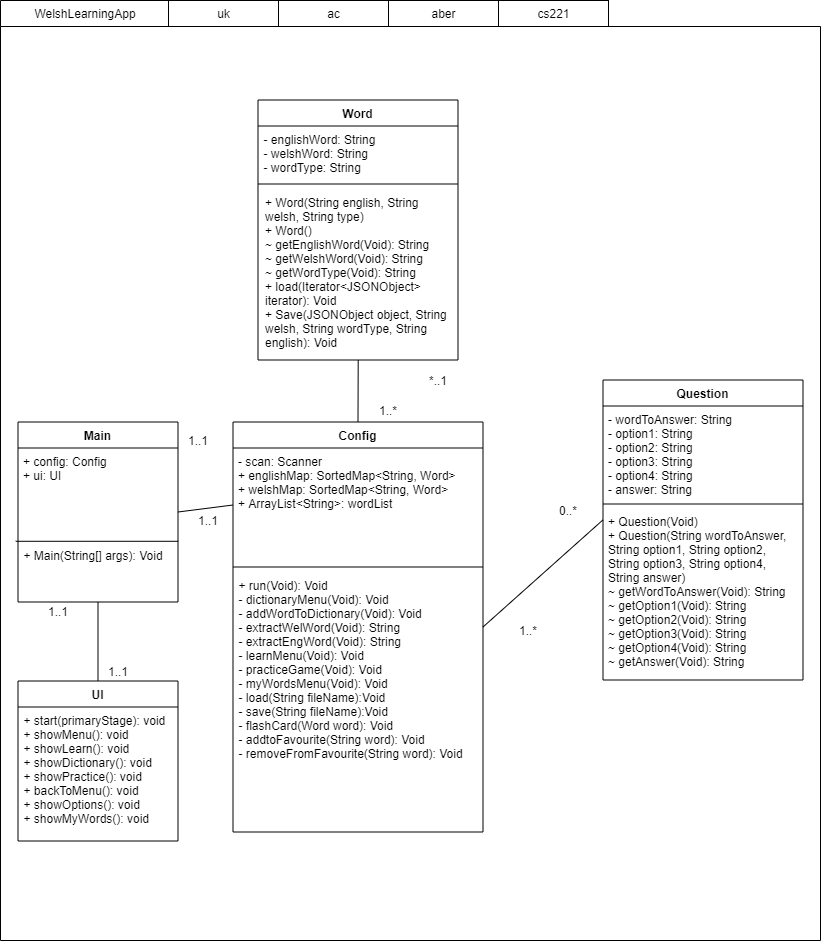 WelshLearningApp uk ac aber cs221
Word
- englishWord: String
- welshWord: String
- wordType: String
+ Word(String english, String
welsh, String type)
+ Word()
~ getEnglishWord(Void): String
~ getWelshWord(Void): String
~ getWordType(Void): String
+ load(Iterator<JSONObject>
iterator): Void
+ Save(JSONObject object, String
welsh, String wordType, String
english): Void
*..1
1..*
Main
+ config: Config
+ ui: UI
+ Main(String[] args): Void
1..1
1..1
Config
- scan: Scanner
+ englishMap: SortedMap<String, Word>
+ welshMap: SortedMap<String, Word>
+ ArrayList<String>: wordList
+ run(Void): Void
- dictionaryMenu(Void): Void
- addWordToDictionary(Void): Void
- extractWelWord(Void): String
- extractEngWord(Void): String
- learnMenu(Void): Void
- practiceGame(Void): Void
- myWordsMenu(Void): Void
- load(String fileName):Void
- save(String fileName):Void
- flashCard(Word word): Void
- addtoFavourite(String word): Void
- removeFromFavourite(String word): Void
0..*
1..*
Question
- wordToAnswer: String
- option1: String
- option2: String
- option3: String
- option4: String
- answer: String
+ Question(Void)
+ Question(String wordToAnswer,
String option1, String option2,
String option3, String option4,
String answer)
~ getWordToAnswer(Void): String
~ getOption1(Void): String
~ getOption2(Void): String
~ getOption3(Void): String
~ getOption4(Void): String
~ getAnswer(Void): String
1..1
1..1
UI
+ start(primaryStage): void
+ showMenu(): void
+ showLearn(): void
+ showDictionary(): void
+ showPractice(): void
+ backToMenu(): void
+ showOptions(): void
+ showMyWords(): void